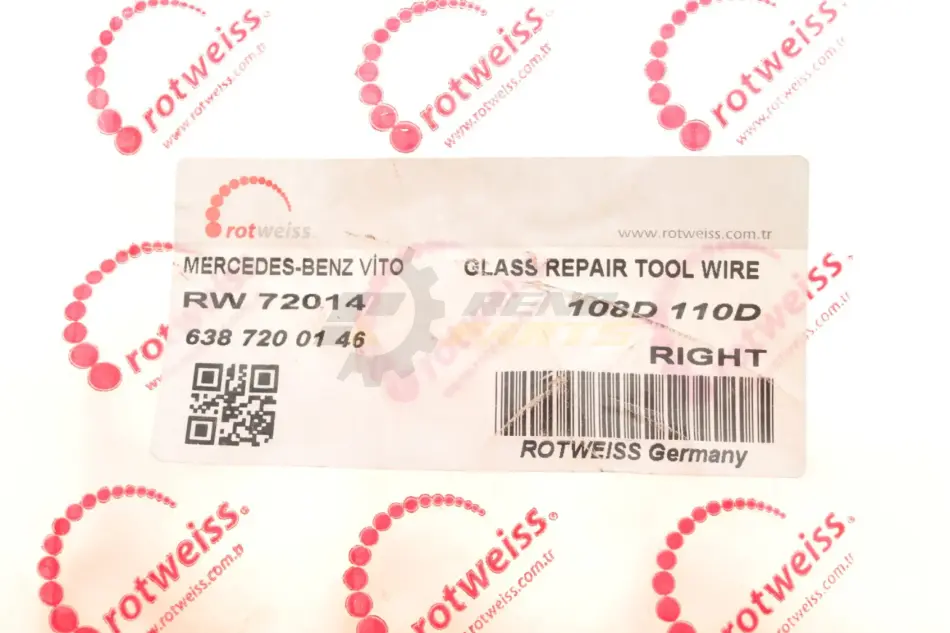 rotweiss®
www.rotweiss.com.tr
rotweiss®
www.rotweiss.com.tr
rotweiss®
www.rotweiss.com.tr
rotweiss
www.rotweiss.com.tr
MERCEDES-BENZ VİTO GLASS REPAIR TOOL WIRE
RW 72014 108D 110D
638 720 01 46 RIGHT
RENT
PARTS
ROTWEISS Germany
rotweiss®
www.rotweiss.com.tr
rotweiss®
www.rotweiss.com.tr
rotweiss®
www.rotweiss.com.tr